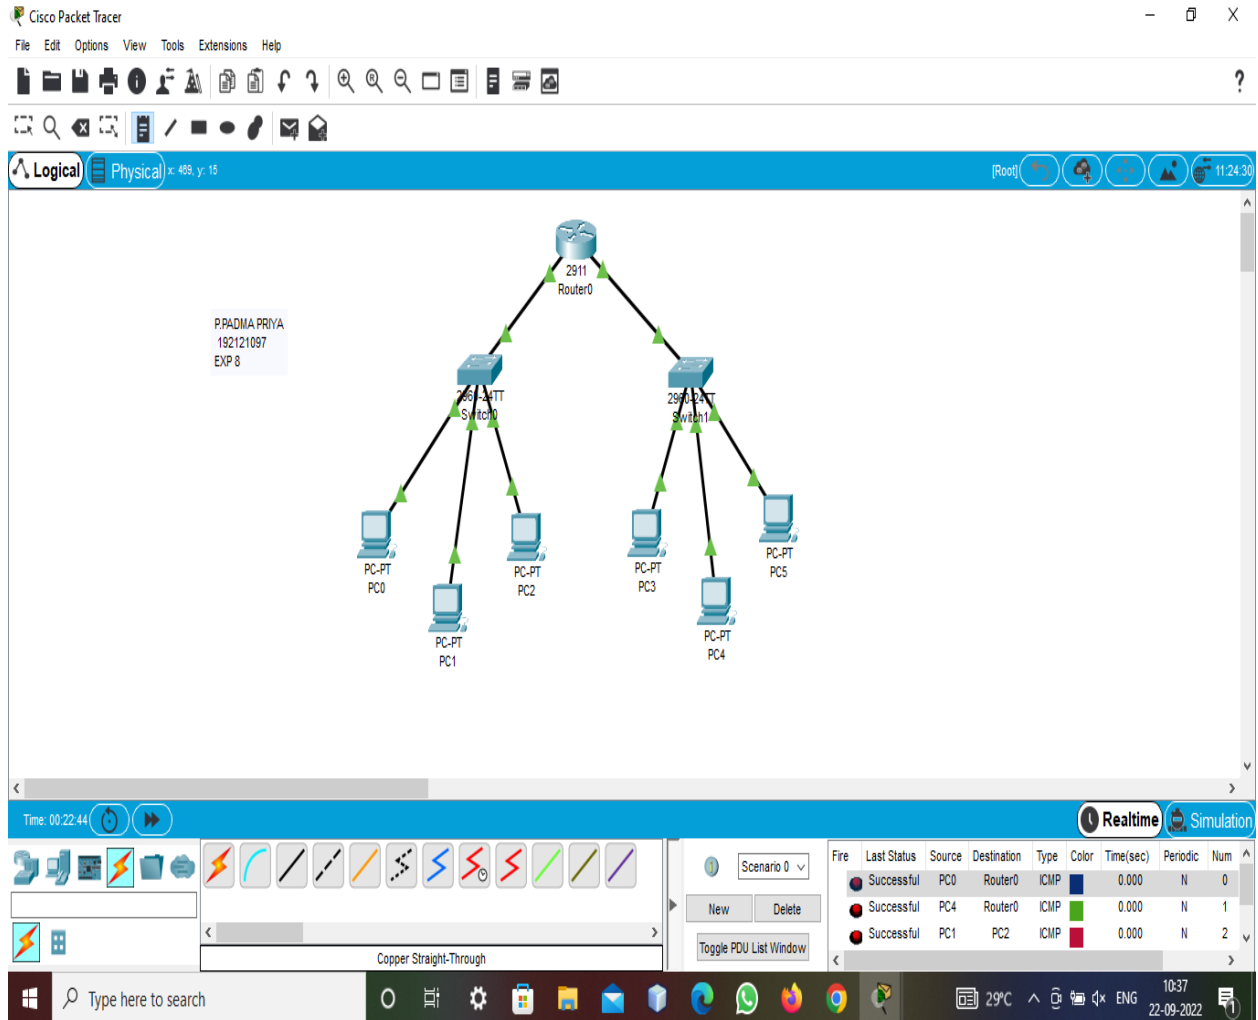 Cisco Packet Tracer
File Edit Options View Tools Extensions Help
?
Logical Physical x: 469, y: 15 [Root] 11:24:30
2911
Router0
P.PADMA PRIYA
192121097
EXP 8
2960-24TT
Switch0
2960-24TT
Switch1
PC-PT
PC0
PC-PT
PC1
PC-PT
PC2
PC-PT
PC3
PC-PT
PC4
PC-PT
PC5
Time: 00:22:44 Realtime Simulation
Scenario 0
New Delete
Toggle PDU List Window
Copper Straight-Through
Fire Last Status Source Destination Type Color Time(sec) Periodic Num
Successful PC0 Router0 ICMP 0.000 N 0
Successful PC4 Router0 ICMP 0.000 N 1
Successful PC1 PC2 ICMP 0.000 N 2
Type here to search
29°C ENG 10:37
22-09-2022
1